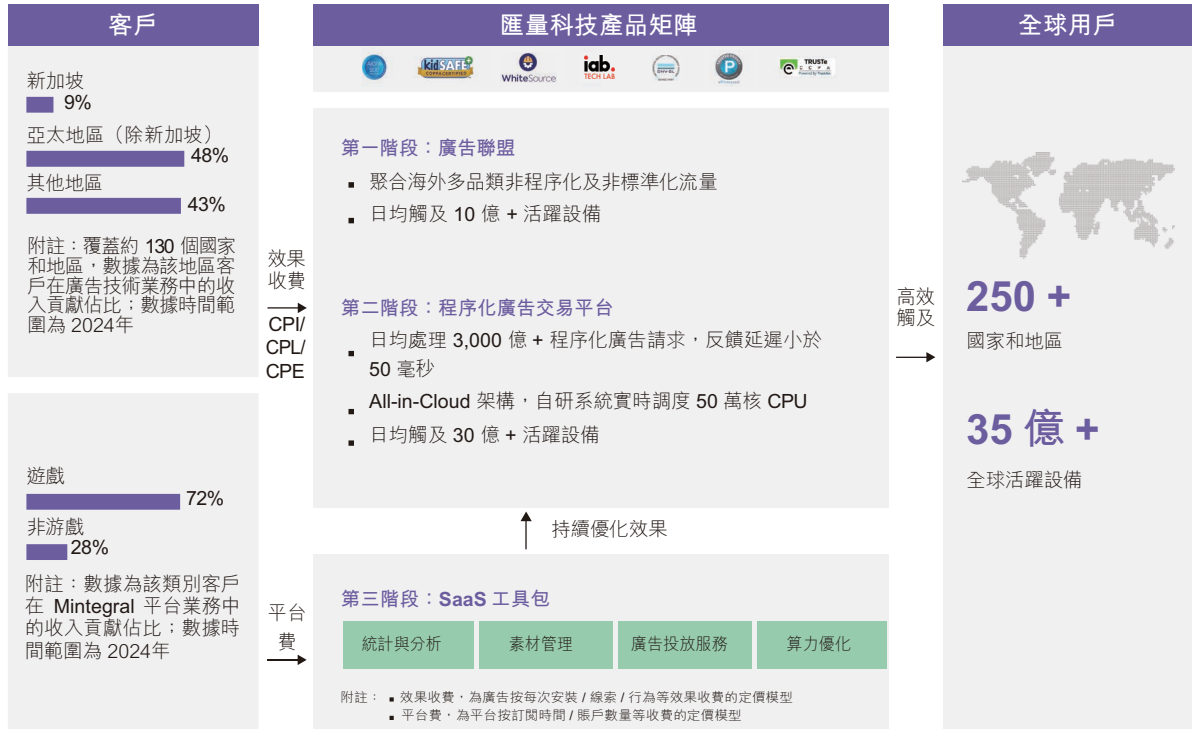 客戶
新加坡
9%
亞太地區（除新加坡）
48%
其他地區
43%
附註：覆蓋約 130 個國家
和地區，數據為該地區客
戶在廣告技術業務中的收
入貢獻佔比；數據時間範
圍為 2024年
遊戲
72%
非游戲
28%
附註：數據為該類別客戶
在 Mintegral 平台業務中
的收入貢獻佔比；數據時
間範圍為 2024年
效果
收費
CPI/
CPL/
CPE
平台
費
匯量科技產品矩陣
kidSAFE
COPPA CERTIFIED
WhiteSource
iab.
TECH LAB
P
TRUSTe
第一階段：廣告聯盟
▪ 聚合海外多品類非程序化及非標準化流量
▪ 日均觸及 10 億 + 活躍設備
第二階段：程序化廣告交易平台
▪ 日均處理 3,000 億 + 程序化廣告請求，反饋延遲小於
50 毫秒
▪ All-in-Cloud 架構，自研系統實時調度 50 萬核 CPU
▪ 日均觸及 30 億 + 活躍設備
持續優化效果
第三階段：SaaS 工具包
統計與分析
素材管理
廣告投放服務
算力優化
附註： ▪ 效果收費，為廣告按每次安裝 / 線索 / 行為等效果收費的定價模型
▪ 平台費，為平台按訂閱時間 / 賬戶數量等收費的定價模型
高效
觸及
全球用戶
250 +
國家和地區
35 億 +
全球活躍設備